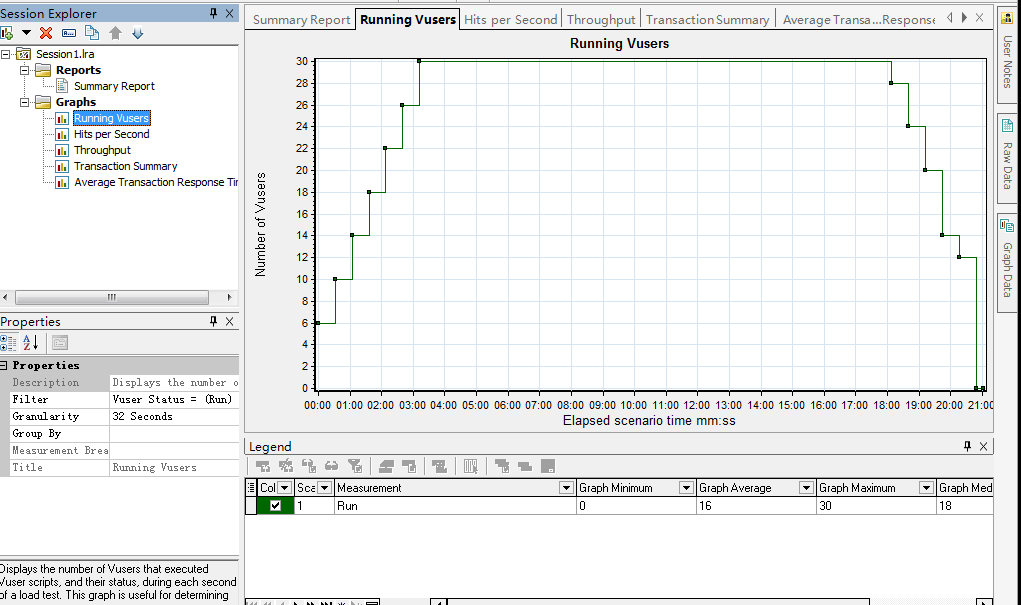 Session Explorer
Session1.lra
Reports
Summary Report
Graphs
Running Vusers
Hits per Second
Throughput
Transaction Summary
Average Transaction Response Tir
Properties
Properties
Description Displays the number o
Filter Vuser Status = (Run)
Granularity 32 Seconds
Group By
Measurement Brea
Title Running Vusers
Displays the number of Vusers that executed
Vuser scripts, and their status, during each second
of a load test. This graph is useful for determining
Summary Report Running Vusers Hits per Second Throughput Transaction Summary Average Transa...Response
Running Vusers
Number of Vusers
30
28
26
24
22
20
18
16
14
12
10
8
6
4
2
0
00:00 01:00 02:00 03:00 04:00 05:00 06:00 07:00 08:00 09:00 10:00 11:00 12:00 13:00 14:00 15:00 16:00 17:00 18:00 19:00 20:00 21:00
Elapsed scenario time mm:ss
Legend
Col Sca Measurement Graph Minimum Graph Average Graph Maximum Graph Med
1 Run 0 16 30 18
User Notes
Raw Data
Graph Data